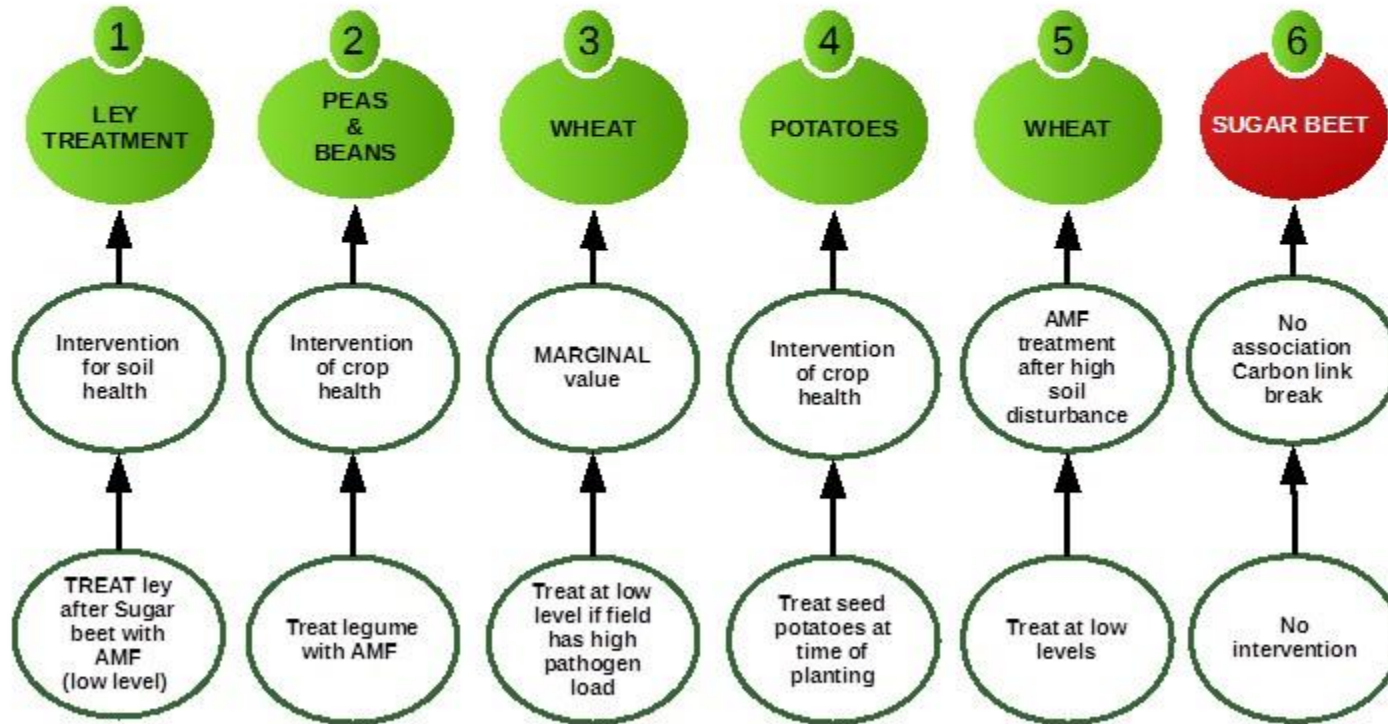 1
LEY
TREATMENT
Intervention
for soil
health
TREAT ley
after Sugar
beet with
AMF
(low level)
2
PEAS
&
BEANS
Intervention
of crop
health
Treat legume
with AMF
3
WHEAT
MARGINAL
value
Treat at low
level if field
has high
pathogen
load
4
POTATOES
Intervention
of crop
health
Treat seed
potatoes at
time of
planting
5
WHEAT
AMF
treatment
after high
soil
disturbance
Treat at low
levels
6
SUGAR BEET
No
association
Carbon link
break
No
intervention